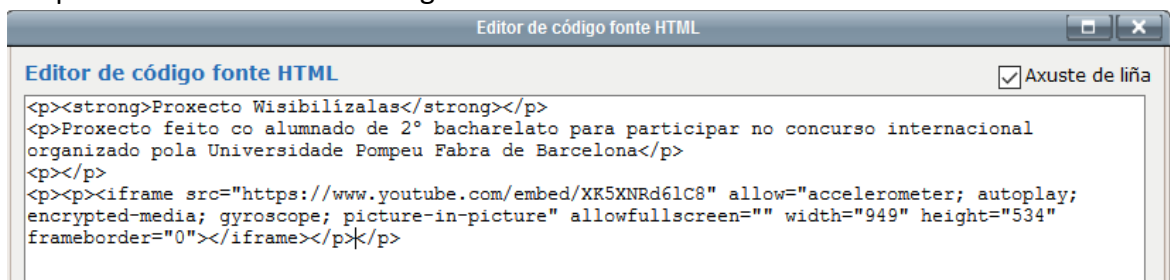 Editor de código fonte HTML
Editor de código fonte HTML
Axuste de liña
<p><strong>Proxecto Wisibilízalas</strong></p>
<p>Proxecto feito co alumnado de 2º bacharelato para participar no concurso internacional
organizado pola Universidade Pompeu Fabra de Barcelona</p>
<p></p>
<p><p><iframe src="https://www.youtube.com/embed/XK5XNRd6lC8" allow="accelerometer; autoplay;
encrypted-media; gyroscope; picture-in-picture" allowfullscreen="" width="949" height="534"
frameborder="0"></iframe></p></p>